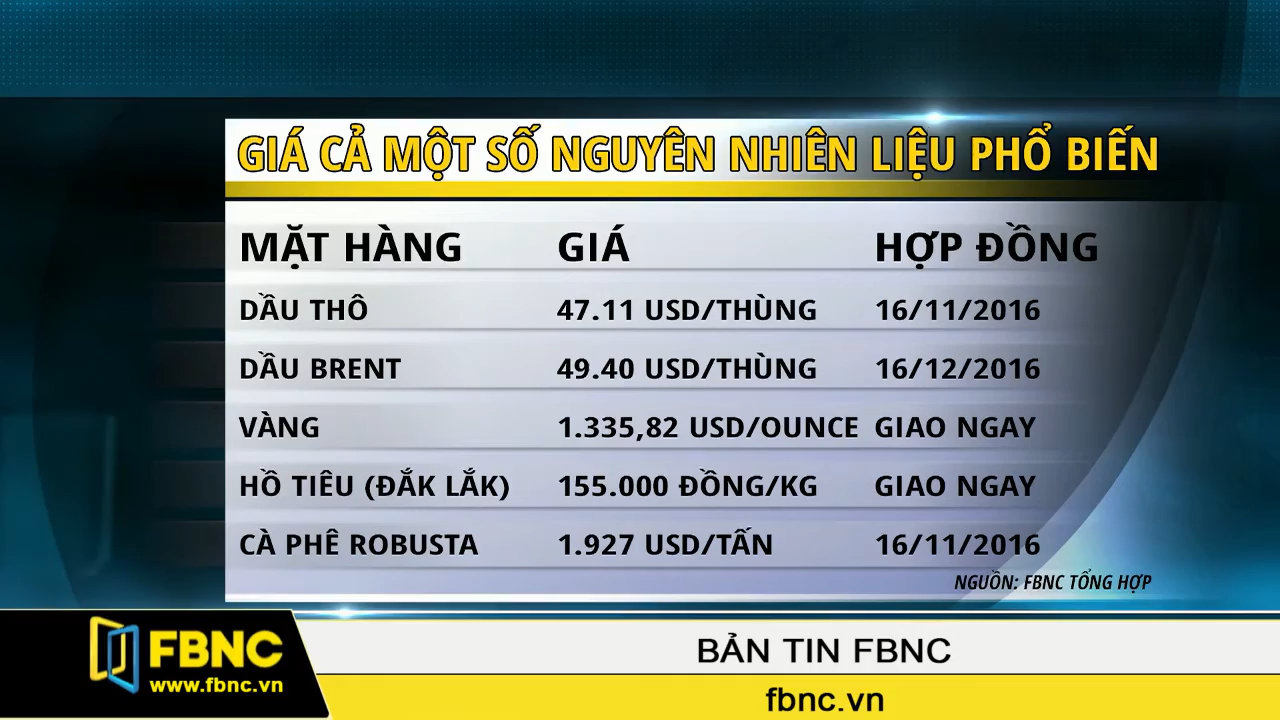 GIÁ CẢ MỘT SỐ NGUYÊN NHIÊN LIỆU PHỔ BIẾN
MẶT HÀNG GIÁ HỢP ĐỒNG
DẦU THÔ 47.11 USD/THÙNG 16/11/2016
DẦU BRENT 49.40 USD/THÙNG 16/12/2016
VÀNG 1.335,82 USD/OUNCE GIAO NGAY
HỒ TIÊU (ĐẮK LẮK) 155.000 ĐỒNG/KG GIAO NGAY
CÀ PHÊ ROBUSTA 1.927 USD/TẤN 16/11/2016
NGUỒN: FBNC TỔNG HỢP
FBNC
www.fbnc.vn
BẢN TIN FBNC
fbnc.vn